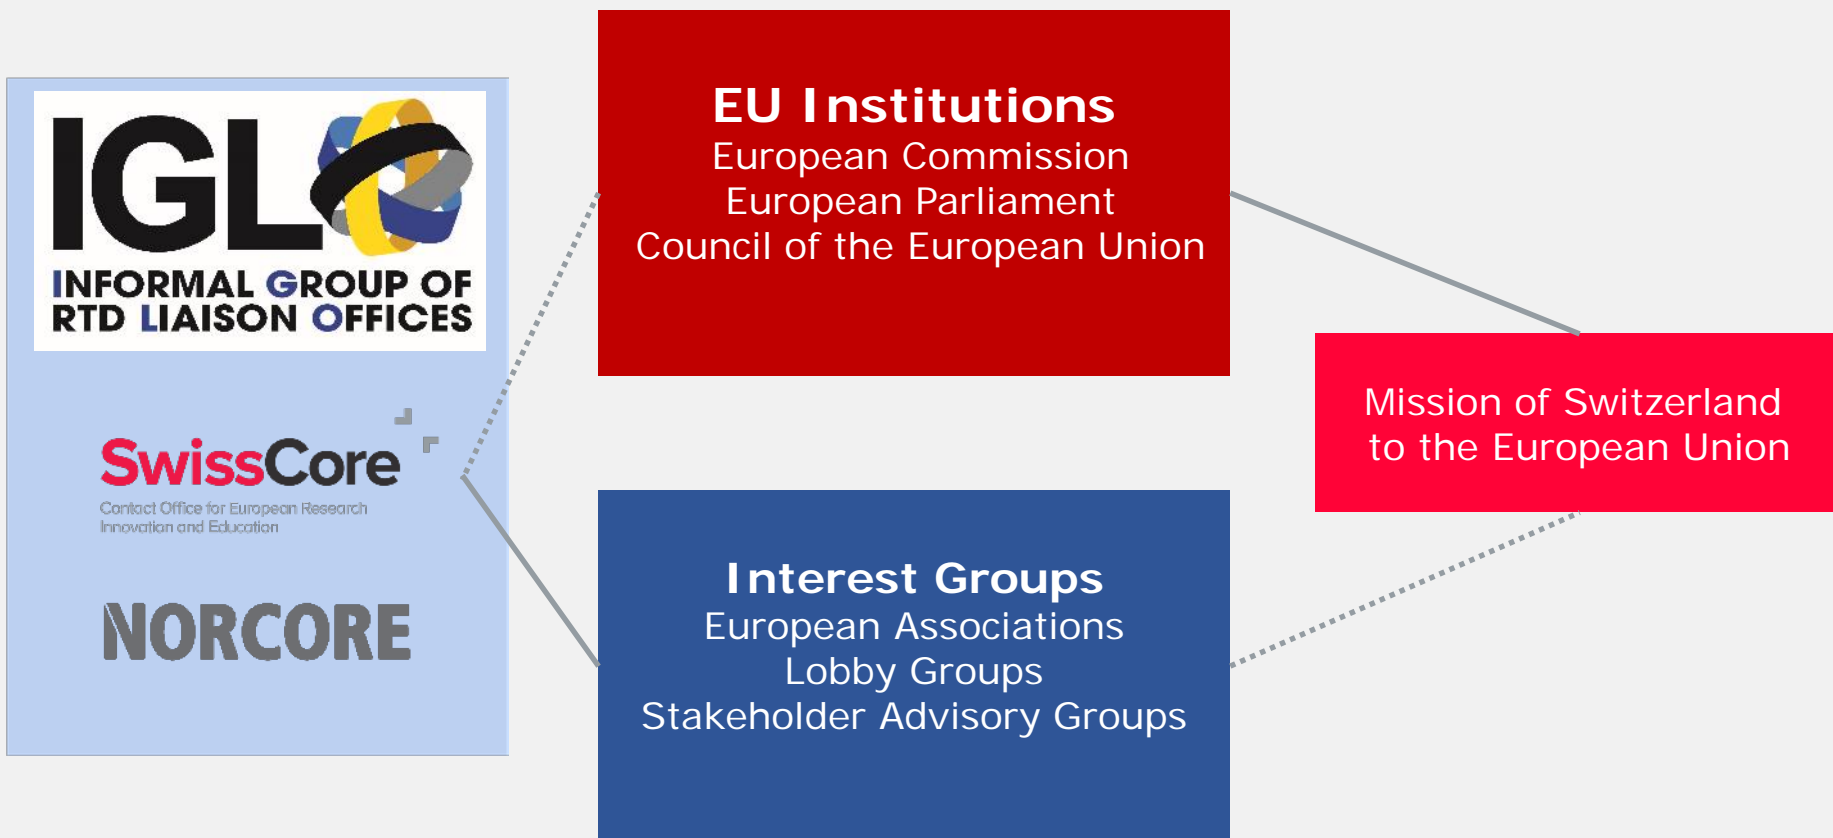 IGLO
INFORMAL GROUP OF
RTD LIAISON OFFICES
SwissCore
Contact Office for European Research
Innovation and Education
NORCORE
EU Institutions
European Commission
European Parliament
Council of the European Union
Interest Groups
European Associations
Lobby Groups
Stakeholder Advisory Groups
Mission of Switzerland
to the European Union